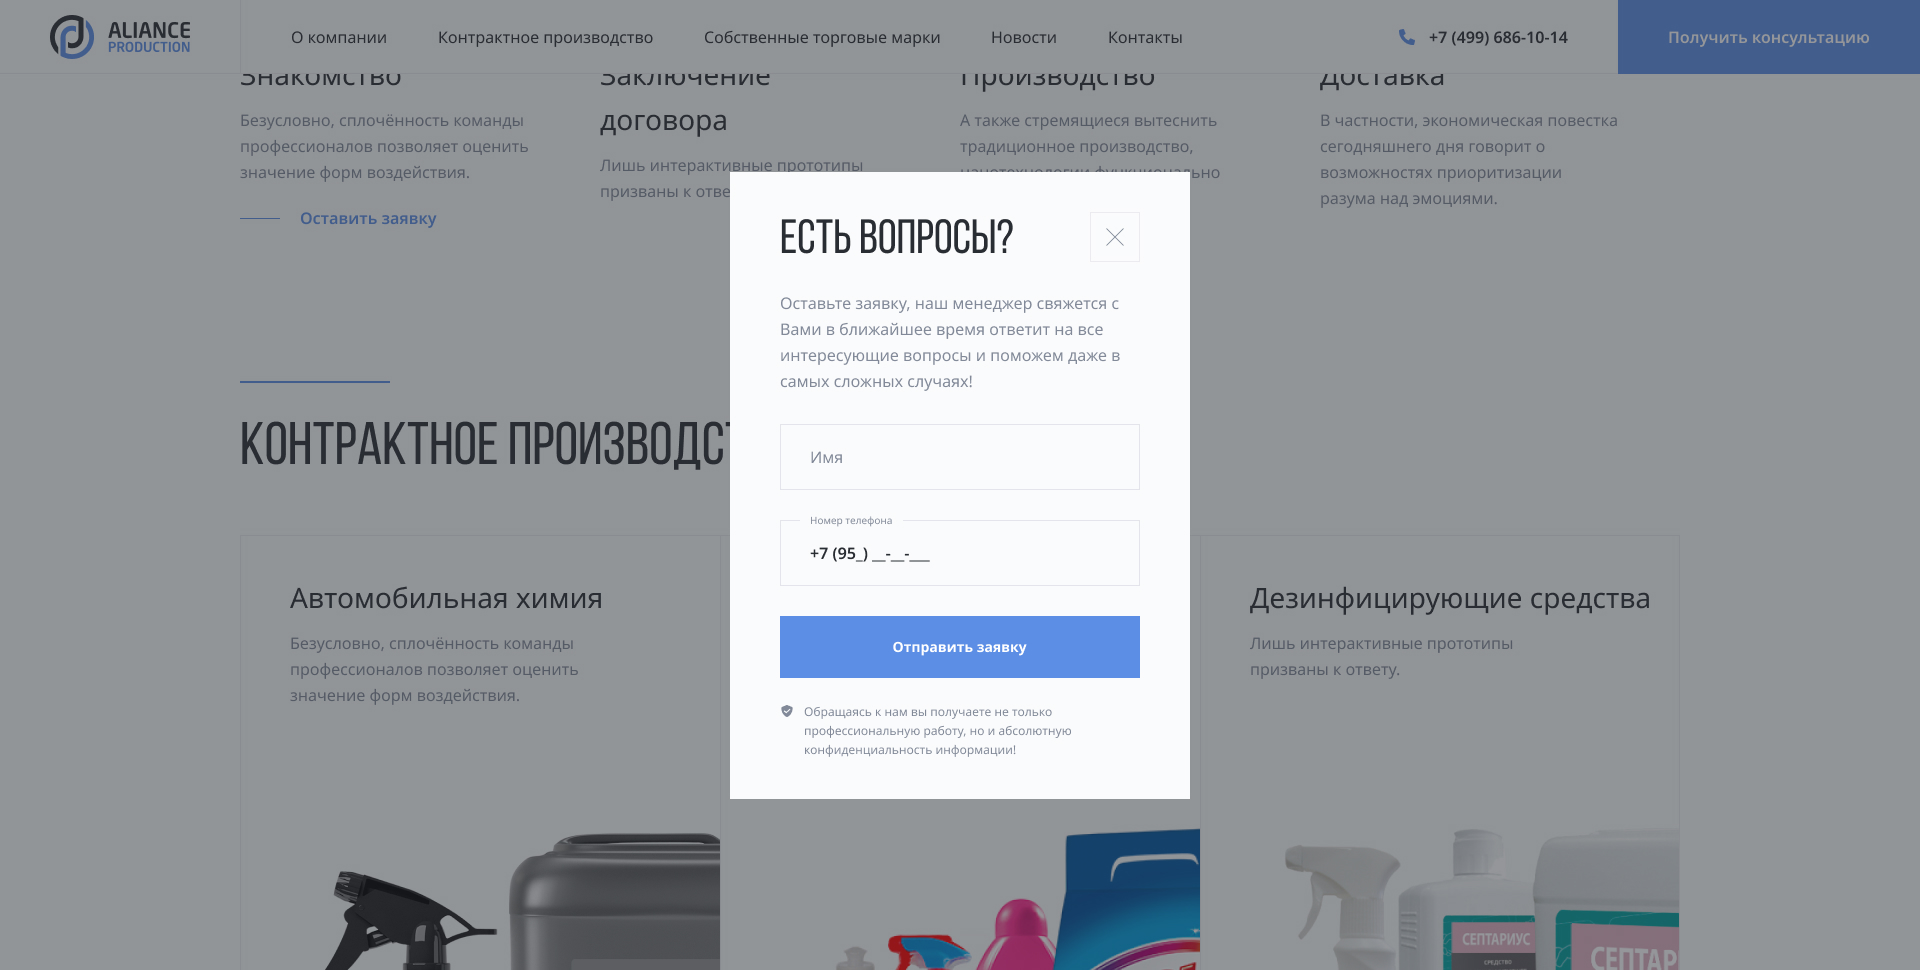 ALIANCE
PRODUCTION
О компании
Контрактное производство
Собственные торговые марки
Новости
Контакты
+7 (499) 686-10-14
Получить консультацию
Знакомство
Безусловно, сплочённость команды
профессионалов позволяет оценить
значение форм воздействия.
Оставить заявку
Заключение
договора
Лишь интерактивные прототипы
призваны к отве
Производство
А также стремящиеся вытеснить
традиционное производство,
нанотехнологии функционально
Доставка
В частности, экономическая повестка
сегодняшнего дня говорит о
возможностях приоритизации
разума над эмоциями.
ЕСТЬ ВОПРОСЫ?
Оставьте заявку, наш менеджер свяжется с
Вами в ближайшее время ответит на все
интересующие вопросы и поможем даже в
самых сложных случаях!
Имя
Номер телефона
+7 (95_) __-__-___
Отправить заявку
Обращаясь к нам вы получаете не только
профессиональную работу, но и абсолютную
конфиденциальность информации!
КОНТРАКТНОЕ ПРОИЗВОДСТ
Автомобильная химия
Безусловно, сплочённость команды
профессионалов позволяет оценить
значение форм воздействия.
Дезинфицирующие средства
Лишь интерактивные прототипы
призваны к ответу.
СЕПТАРИУС
СРЕДСТВО
СЕПТАР